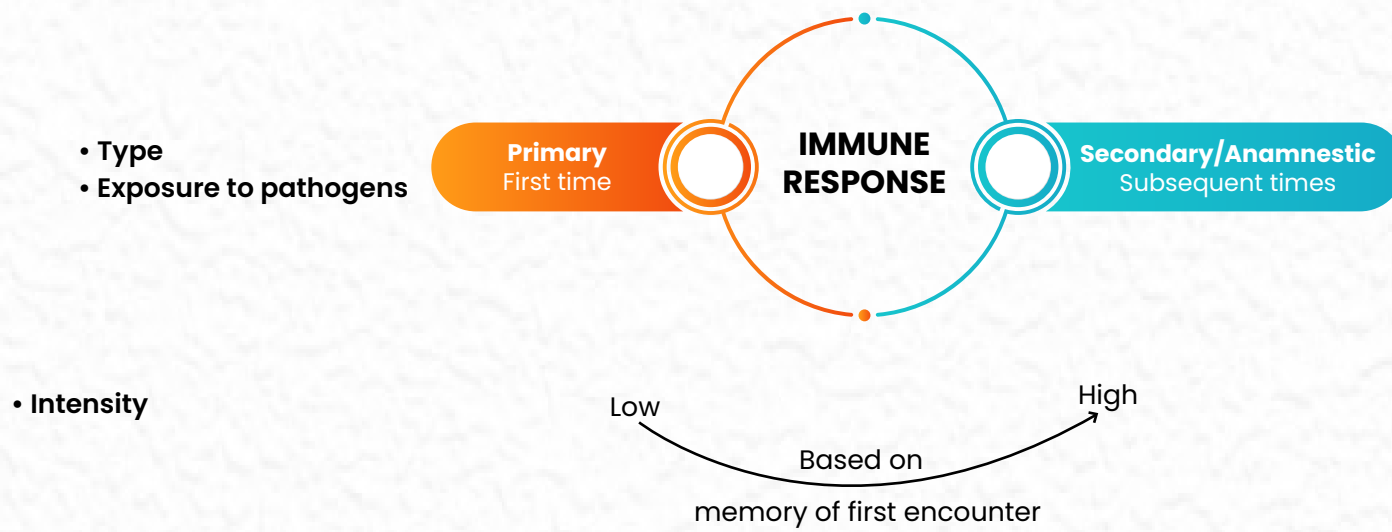 • Type
• Exposure to pathogens
Primary
First time
IMMUNE
RESPONSE
Secondary/Anamnestic
Subsequent times
• Intensity
Low
High
Based on
memory of first encounter